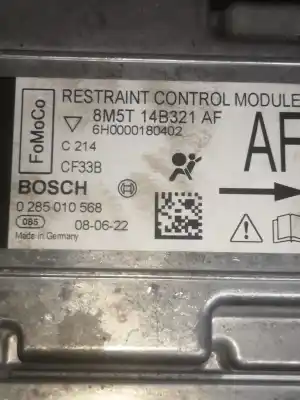 FoMoCo
RESTRAINT CONTROL MODULE
8M5T 14B321 AF
6H0000180402
C 214
CF33B
AF
BOSCH
0 285 010 568
085 08-06-22
Made in Germany